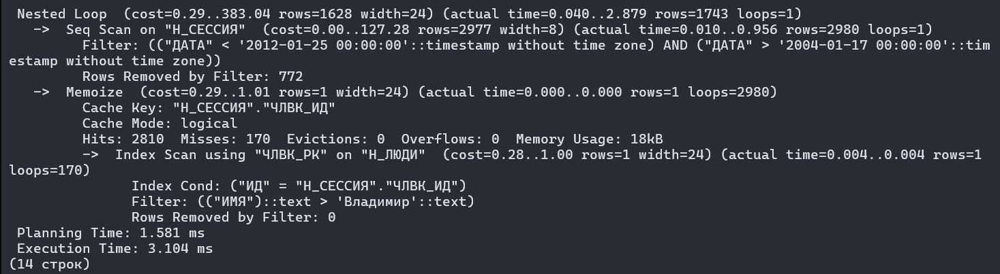 Nested Loop  (cost=0.29..383.04 rows=1628 width=24) (actual time=0.040..2.879 rows=1743 loops=1)
   ->  Seq Scan on "Н_СЕССИЯ"  (cost=0.00..127.28 rows=2977 width=8) (actual time=0.010..0.956 rows=2980 loops=1)
         Filter: (("ДАТА" < '2012-01-25 00:00:00'::timestamp without time zone) AND ("ДАТА" > '2004-01-17 00:00:00'::tim
estamp without time zone))
         Rows Removed by Filter: 772
   ->  Memoize  (cost=0.29..1.01 rows=1 width=24) (actual time=0.000..0.000 rows=1 loops=2980)
         Cache Key: "Н_СЕССИЯ"."ЧЛВК_ИД"
         Cache Mode: logical
         Hits: 2810  Misses: 170  Evictions: 0  Overflows: 0  Memory Usage: 18kB
         ->  Index Scan using "ЧЛВК_PK" on "Н_ЛЮДИ"  (cost=0.28..1.00 rows=1 width=24) (actual time=0.004..0.004 rows=1
loops=170)
               Index Cond: ("ИД" = "Н_СЕССИЯ"."ЧЛВК_ИД")
               Filter: (("ИМЯ")::text > 'Владимир'::text)
               Rows Removed by Filter: 0
Planning Time: 1.581 ms
Execution Time: 3.104 ms
(14 строк)